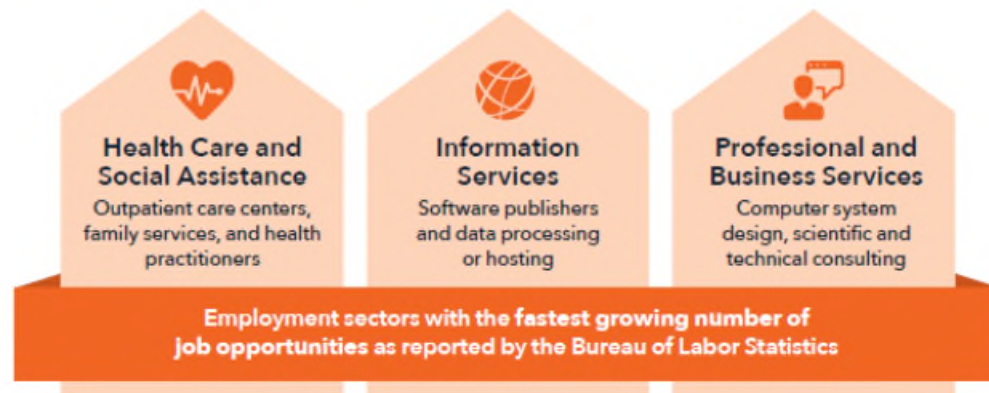 Health Care and
Social Assistance
Outpatient care centers,
family services, and health
practitioners
Information
Services
Software publishers
and data processing
or hosting
Professional and
Business Services
Computer system
design, scientific and
technical consulting
Employment sectors with the fastest growing number of
job opportunities as reported by the Bureau of Labor Statistics